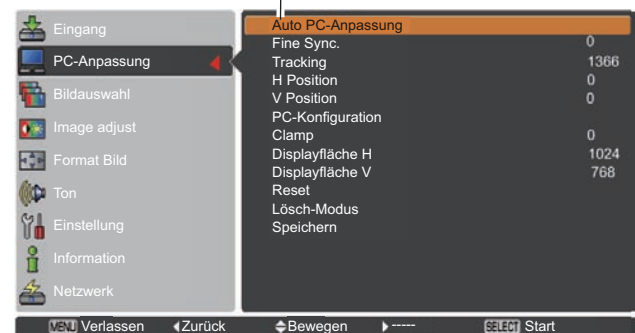 Eingang
PC-Anpassung
Bildauswahl
Image adjust
Format Bild
Ton
Einstellung
Information
Netzwerk
Auto PC-Anpassung
Fine Sync. 0
Tracking 1366
H Position 0
V Position 0
PC-Konfiguration
Clamp 0
Displayfläche H 1024
Displayfläche V 768
Reset
Lösch-Modus
Speichern
MENU Verlassen Zurück Bewegen ----- SELECT Start